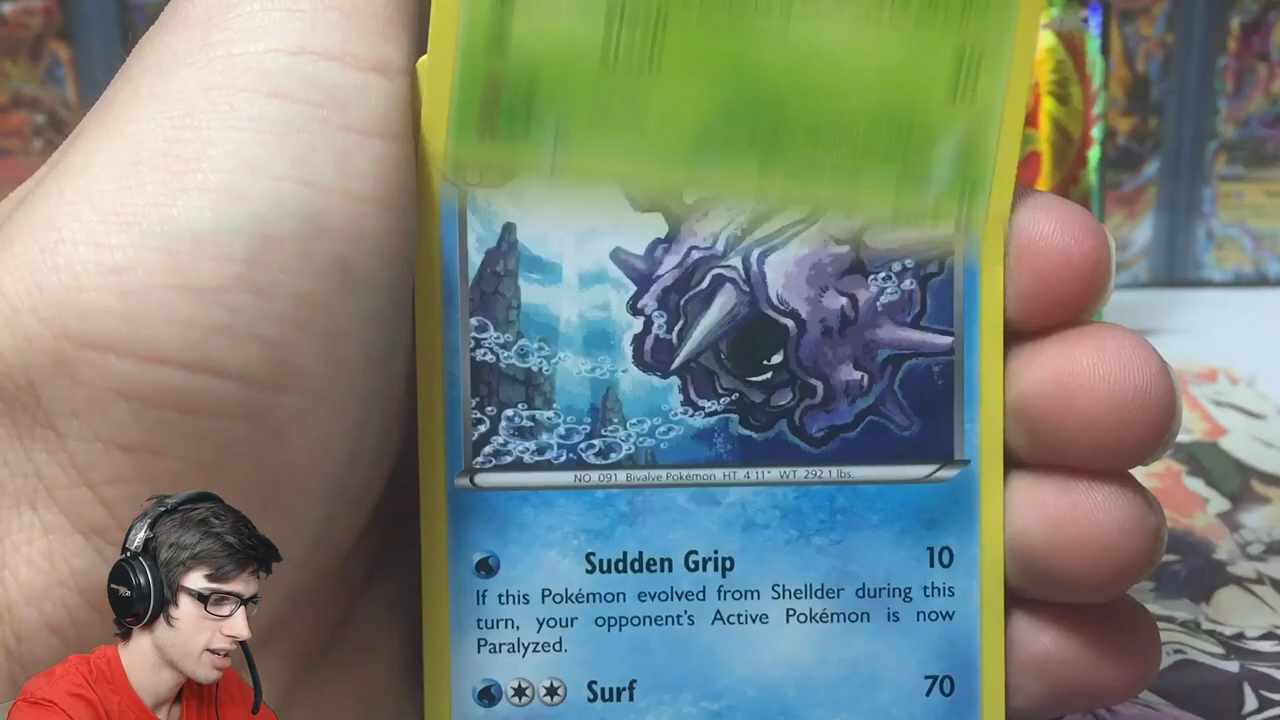 NO. 091 Bivalve Pokémon HT. 4'11" WT. 292.1 lbs.
Sudden Grip 10
If this Pokémon evolved from Shellder during this
turn, your opponent's Active Pokémon is now
Paralyzed.
Surf 70